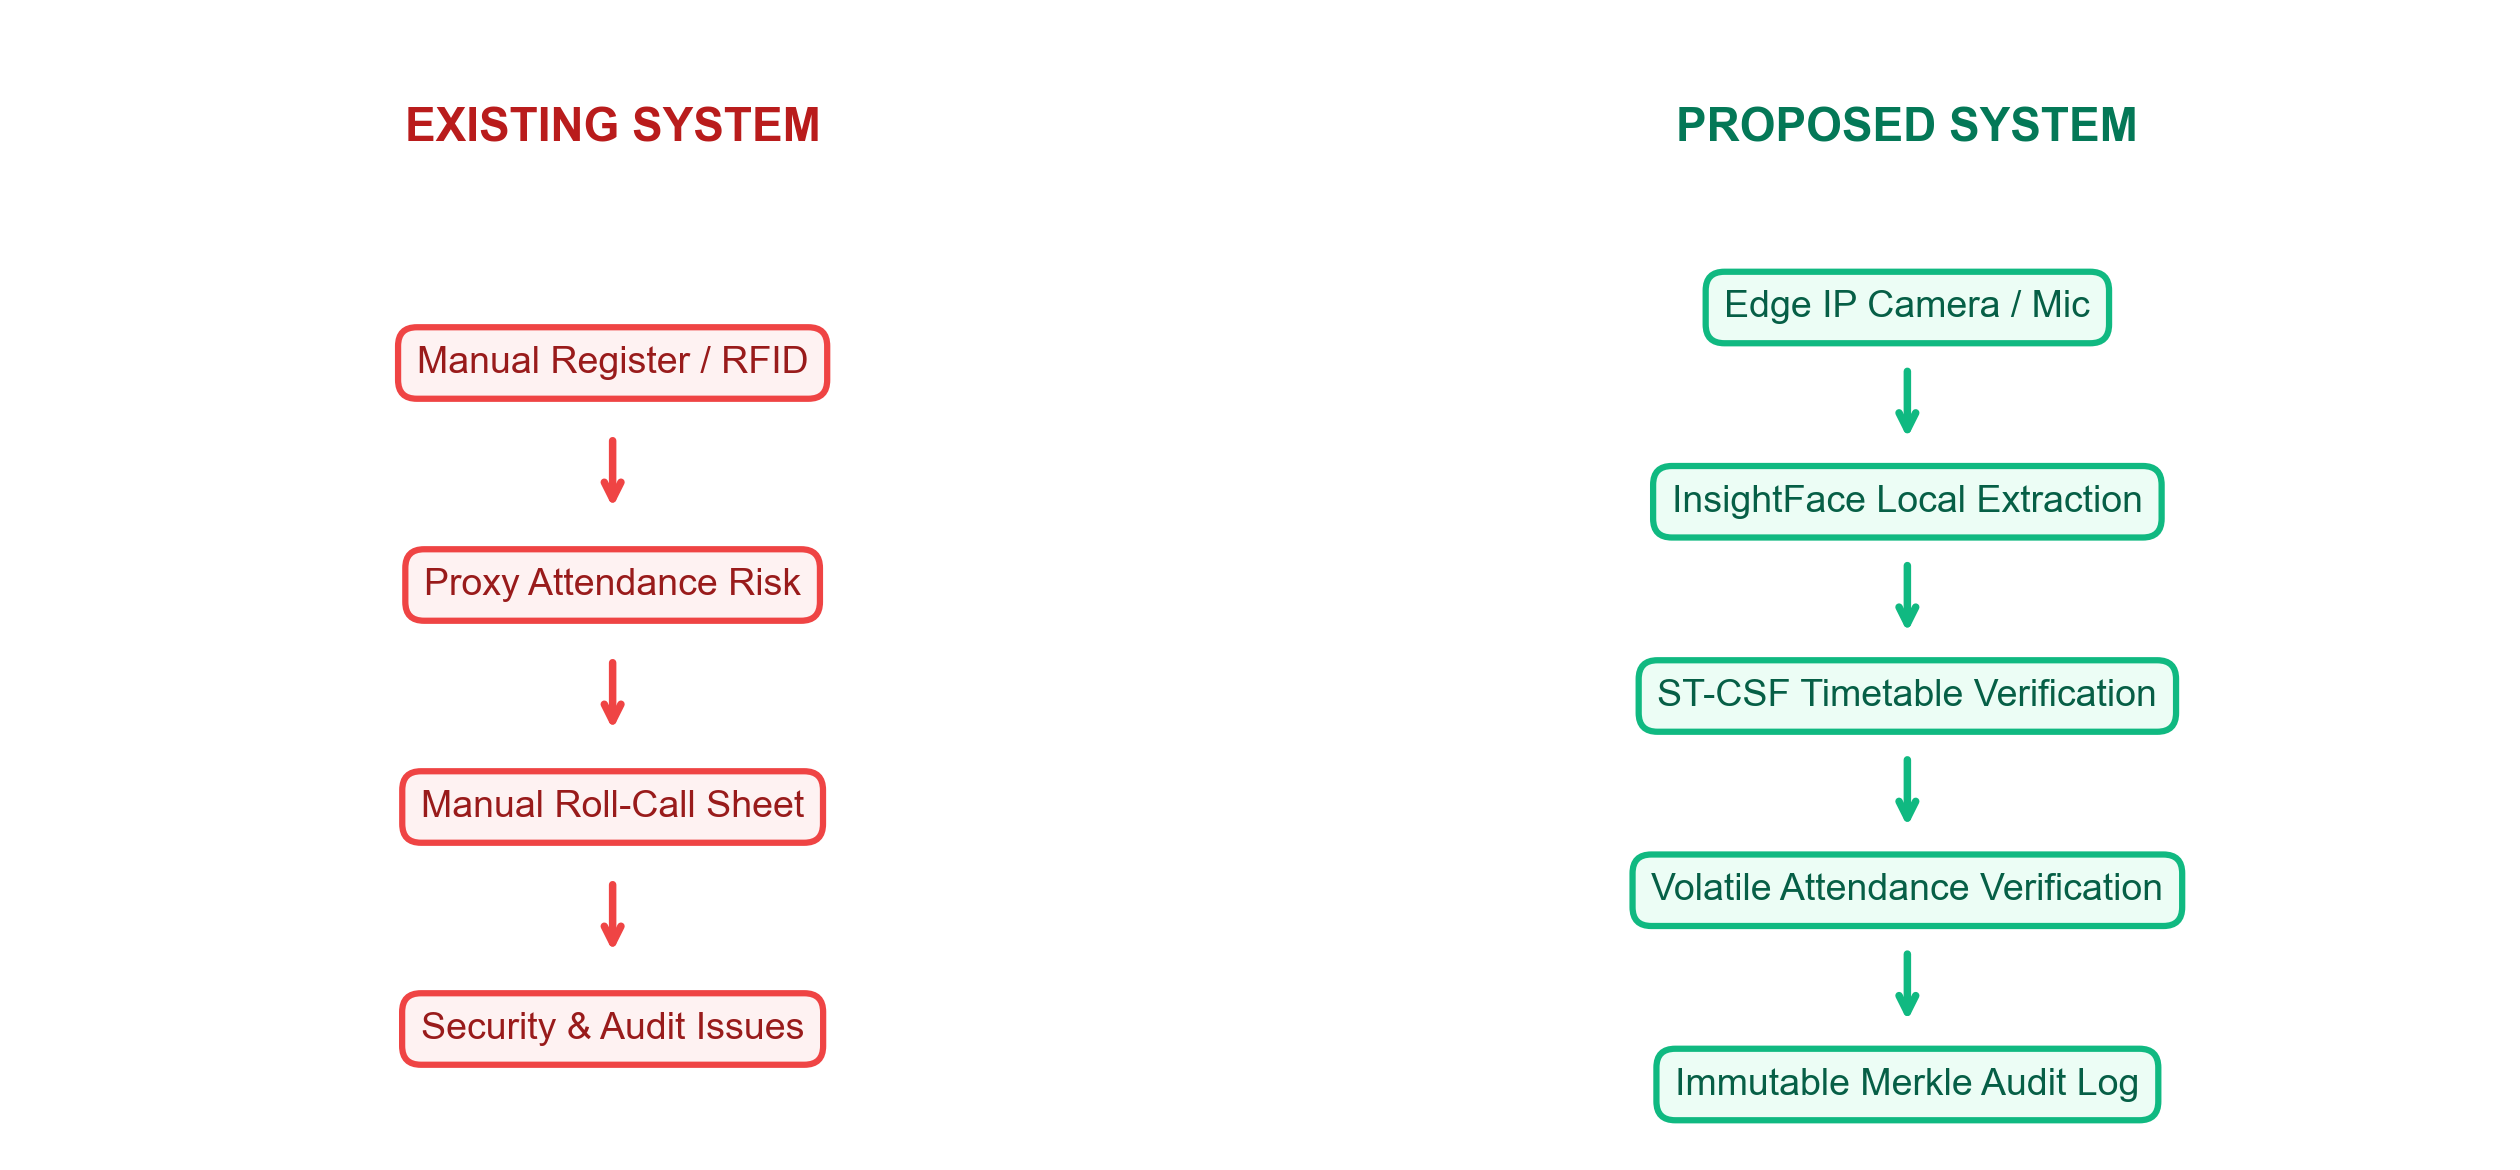 EXISTING SYSTEM
Manual Register / RFID
Proxy Attendance Risk
Manual Roll-Call Sheet
Security & Audit Issues
PROPOSED SYSTEM
Edge IP Camera / Mic
InsightFace Local Extraction
ST-CSF Timetable Verification
Volatile Attendance Verification
Immutable Merkle Audit Log